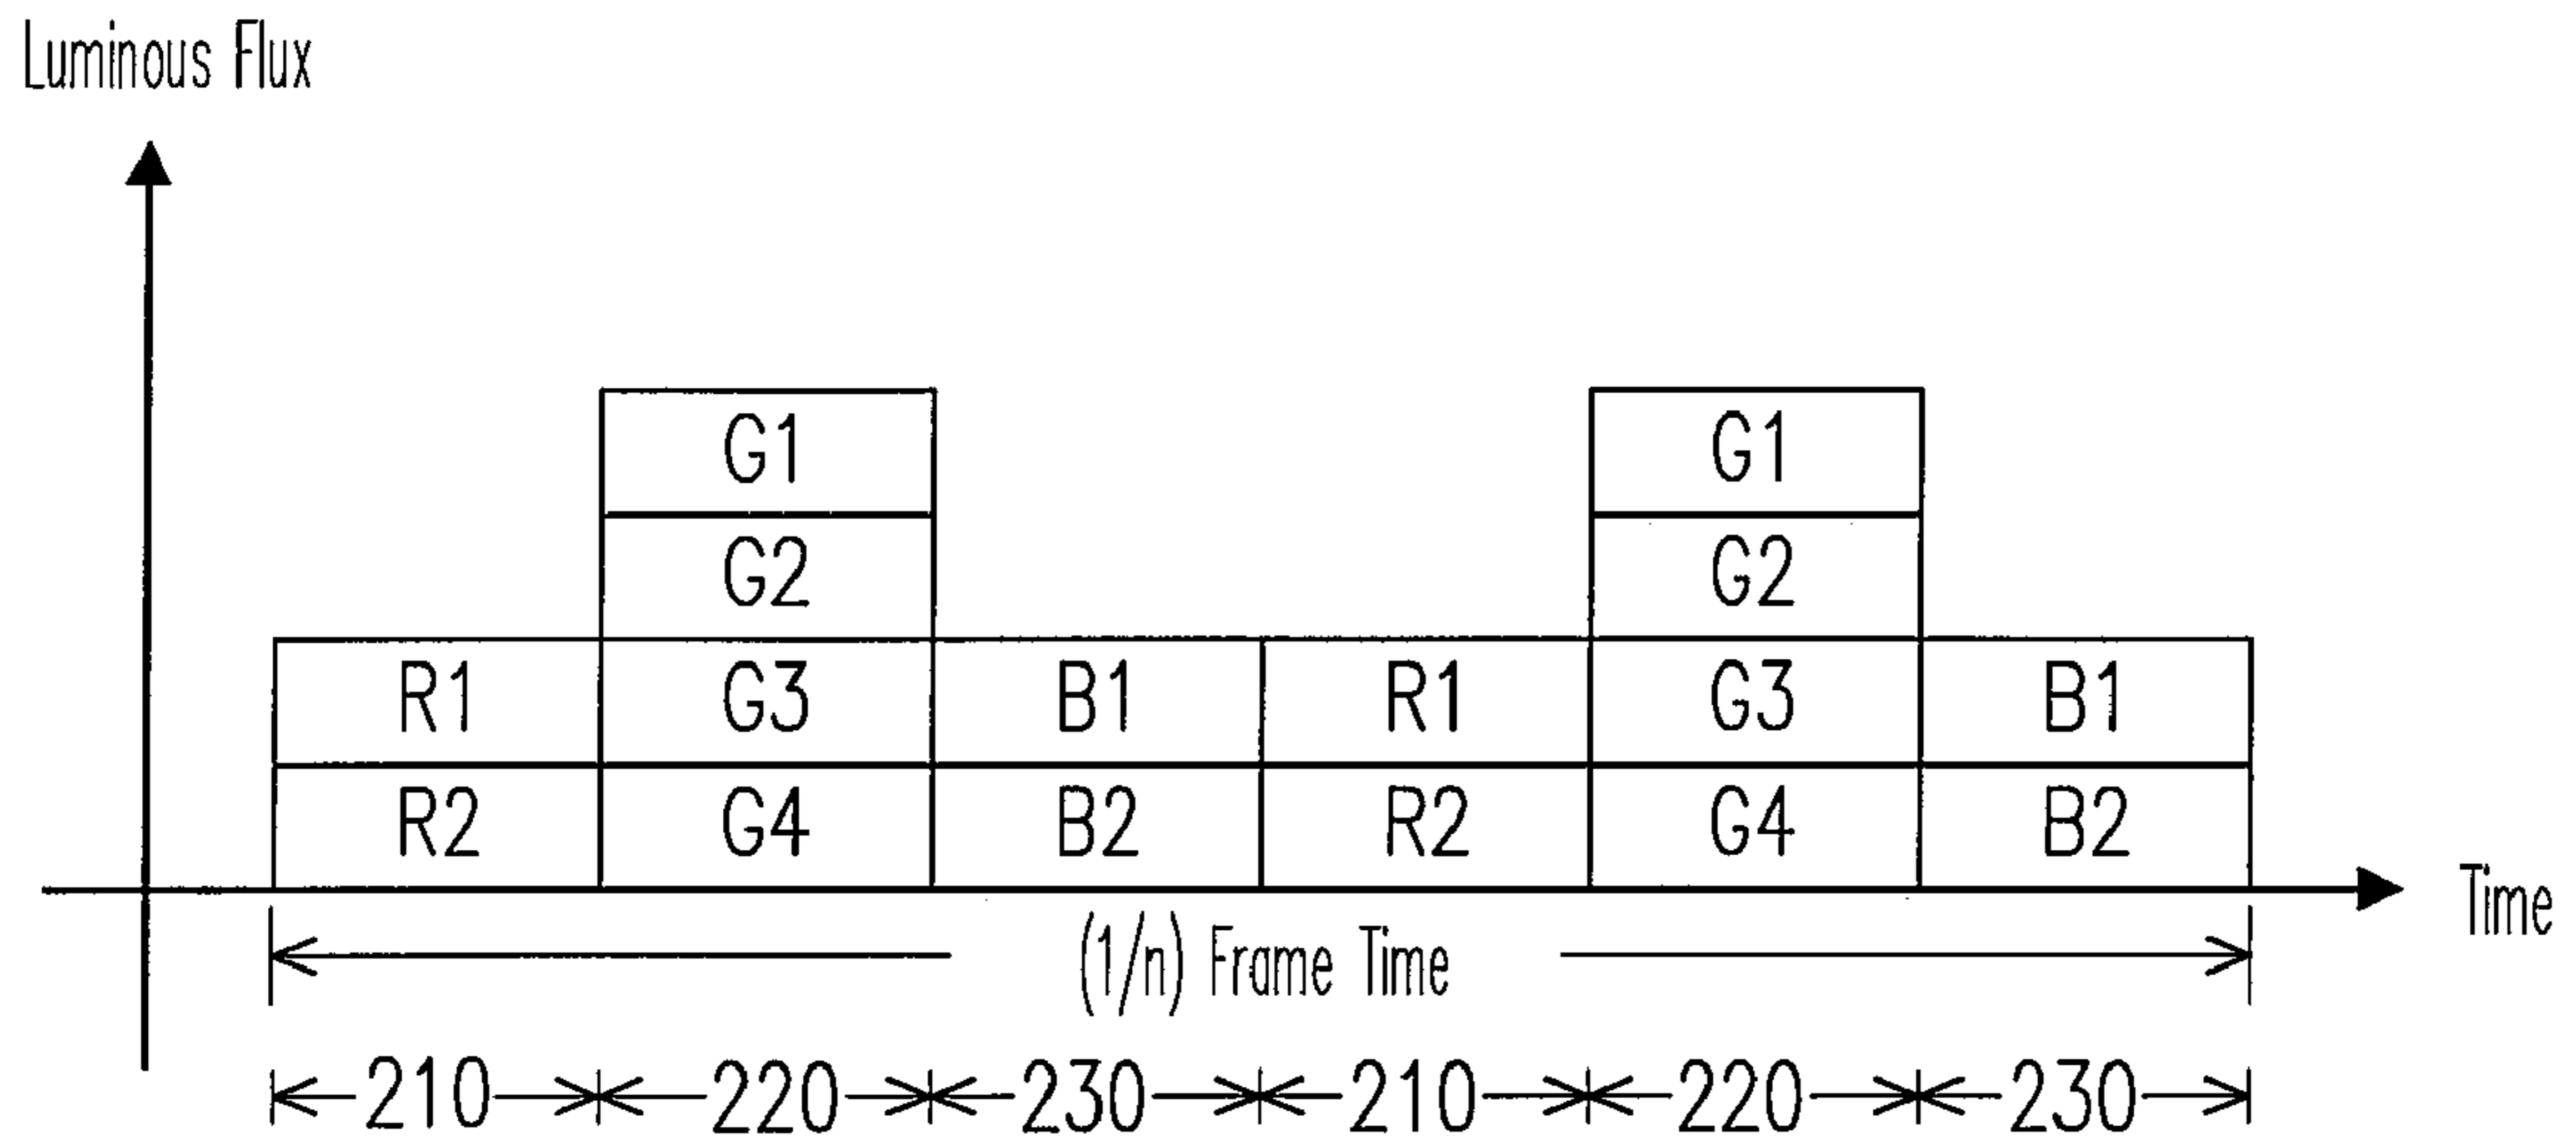 Luminous Flux
G1 G1
G2 G2
R1 G3 B1 R1 G3 B1
R2 G4 B2 R2 G4 B2
Time
(1/n) Frame Time
210 220 230 210 220 230